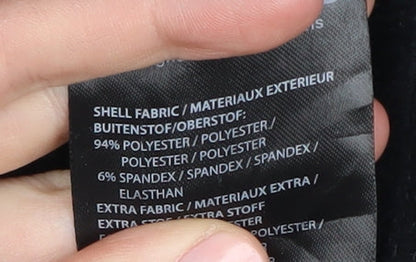 SHELL FABRIC / MATERIAUX EXTERIEUR
BUITENSTOF/OBERSTOF:
94% POLYESTER / POLYESTER /
POLYESTER / POLYESTER
6% SPANDEX / SPANDEX / SPANDEX /
ELASTHAN
EXTRA FABRIC / MATERIAUX EXTRA /
EXTRA STOF / EXTRA STOFF
POLYESTER /